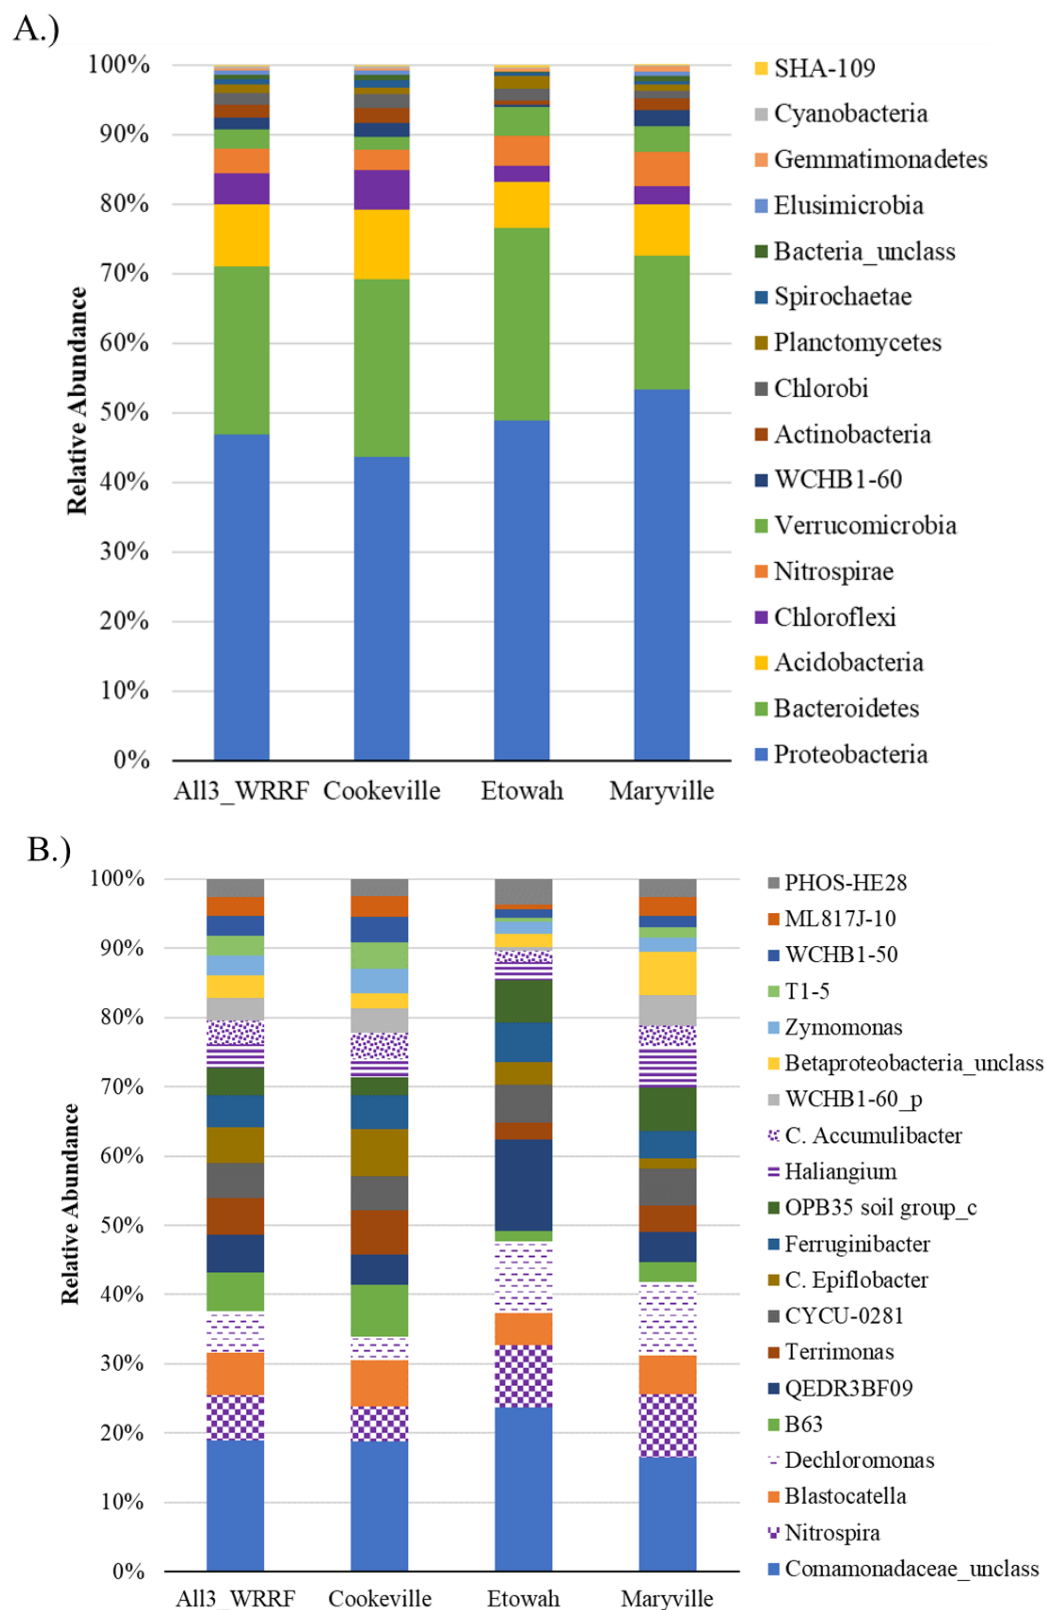 A.)
100%
90%
80%
70%
60%
50%
40%
30%
20%
10%
0%
Relative Abundance
All3_WRRF
Cookeville
Etowah
Maryville
SHA-109
Cyanobacteria
Gemmatimonadetes
Elusimicrobia
Bacteria_unclass
Spirochaetae
Planctomycetes
Chlorobi
Actinobacteria
WCHB1-60
Verrucomicrobia
Nitrospirae
Chloroflexi
Acidobacteria
Bacteroidetes
Proteobacteria
B.)
100%
90%
80%
70%
60%
50%
40%
30%
20%
10%
0%
Relative Abundance
All3_WRRF
Cookeville
Etowah
Maryville
PHOS-HE28
ML817J-10
WCHB1-50
T1-5
Zymomonas
Betaproteobacteria_unclass
WCHB1-60_p
C. Accumulibacter
Haliangium
OPB35 soil group_c
Ferruginibacter
C. Epiflobacter
CYCU-0281
Terrimonas
QEDR3BF09
B63
Dechloromonas
Blastocatella
Nitrospira
Comamonadaceae_unclass